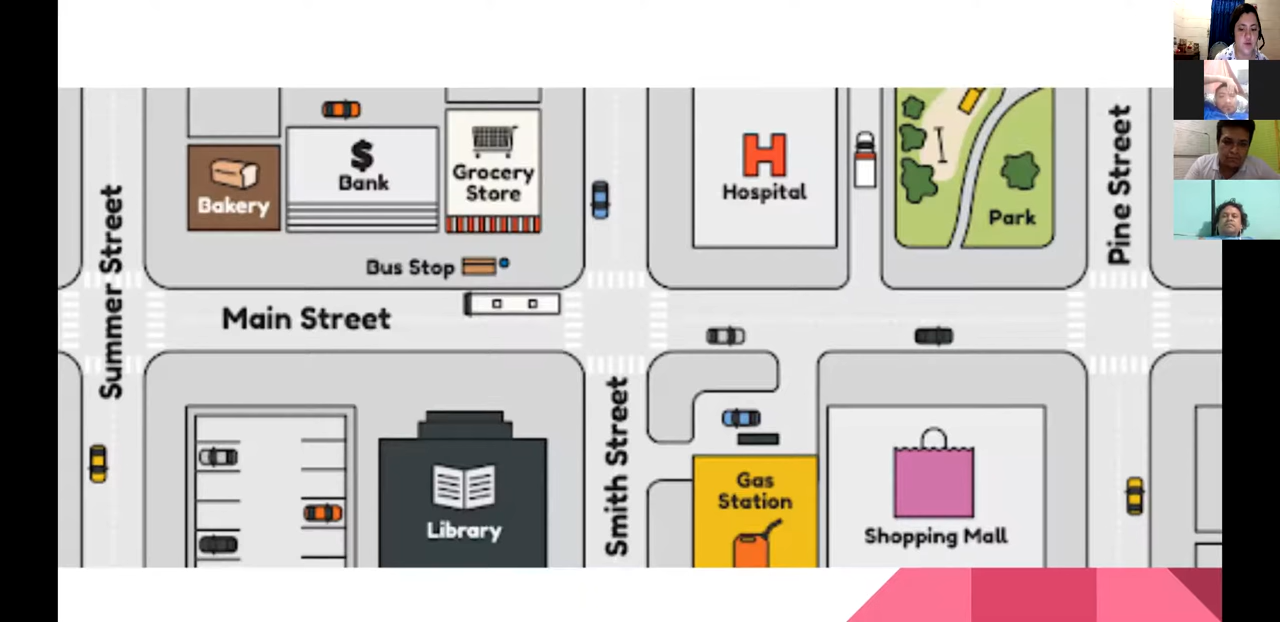 $
Bank
Grocery
Store
Bakery
H
Hospital
Park
Pine Street
Summer Street
Bus Stop
Main Street
Smith Street
Library
Gas
Station
Shopping Mall